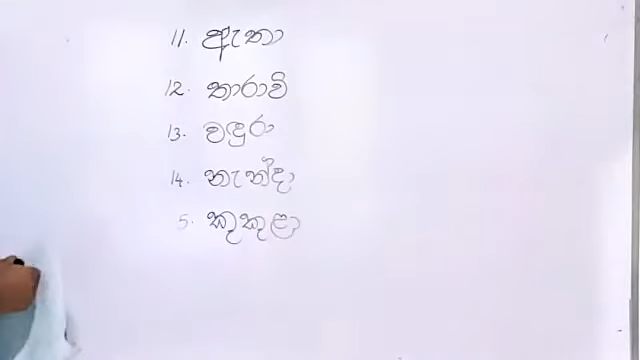 11. ඇතා
12. තාරාවි
13. වඳුරා
14. නැන්දා
5. කුකුළා